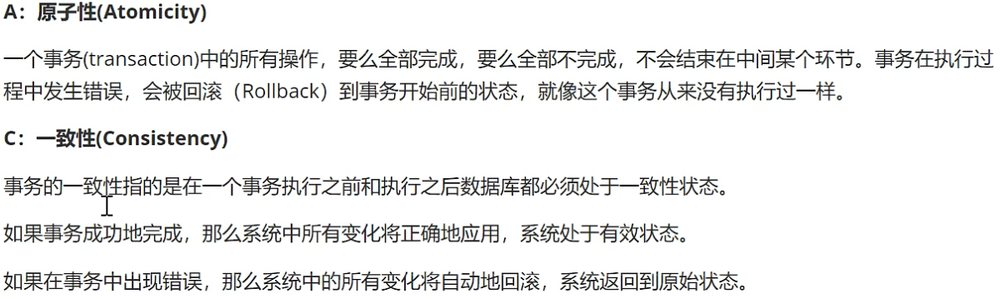 A：原子性(Atomicity)
一个事务(transaction)中的所有操作，要么全部完成，要么全部不完成，不会结束在中间某个环节。事务在执行过
程中发生错误，会被回滚（Rollback）到事务开始前的状态，就像这个事务从来没有执行过一样。
C：一致性(Consistency)
事务的一致性指的是在一个事务执行之前和执行之后数据库都必须处于一致性状态。
如果事务成功地完成，那么系统中所有变化将正确地应用，系统处于有效状态。
如果在事务中出现错误，那么系统中的所有变化将自动地回滚，系统返回到原始状态。